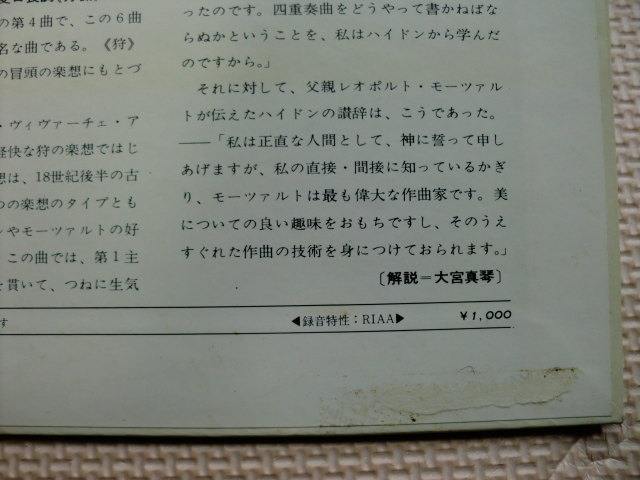 の第4曲で、この6曲
名な曲である。《狩》
の冒頭の楽想にもとづ
・ヴィヴァーチェ・ア
軽快な狩の楽想ではじ
想は、18世紀後半の古
つの楽想のタイプとも
ンやモーツァルトの好
この曲では、第1主
を貫いて、つねに生気
ったのです。四重奏曲をどうやって書かねばな
らぬかということを、私はハイドンから学んだ
のですから。」
それに対して、父親レオポルト・モーツァル
トが伝えたハイドンの讃辞は、こうであった。
――「私は正直な人間として、神に誓って申し
あげますが、私の直接・間接に知っているかぎ
り、モーツァルトは最も偉大な作曲家です。美
についての良い趣味をおもちですし、そのうえ
すぐれた作曲の技術を身につけておられます。」
〔解説=大宮真琴〕
す
◀録音特性：RIAA▶
¥1,000